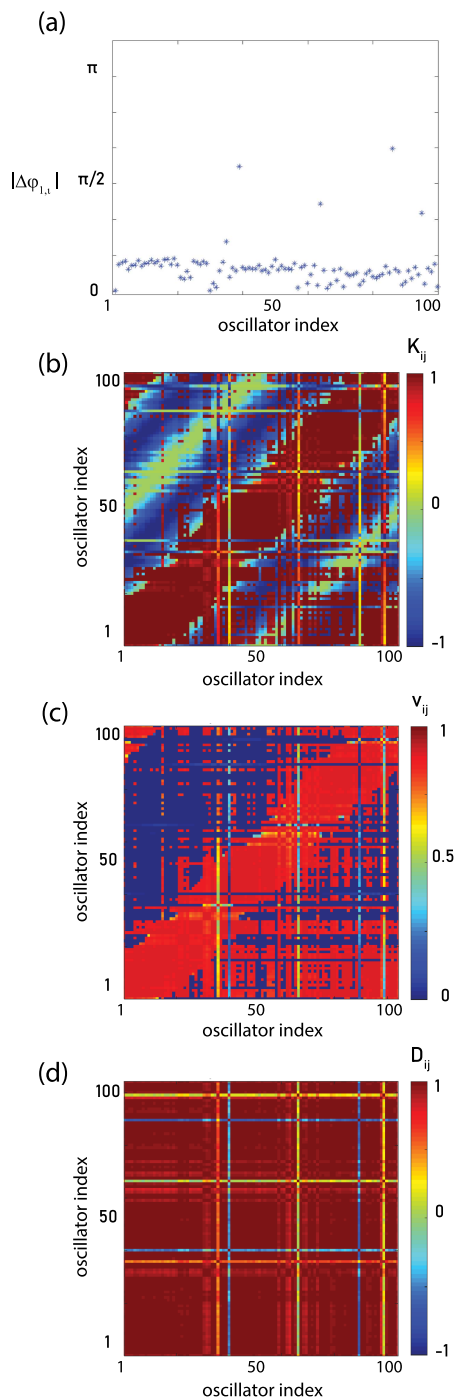 (a)
π
|Δφ₁,ᵢ|
π/2
0
1
50
100
oscillator index
(b)
Kᵢⱼ
100
1
oscillator index
50
0
1
-1
1
50
100
oscillator index
(c)
vᵢⱼ
100
1
oscillator index
50
0.5
1
0
1
50
100
oscillator index
(d)
Dᵢⱼ
100
1
oscillator index
50
0
1
-1
1
50
100
oscillator index